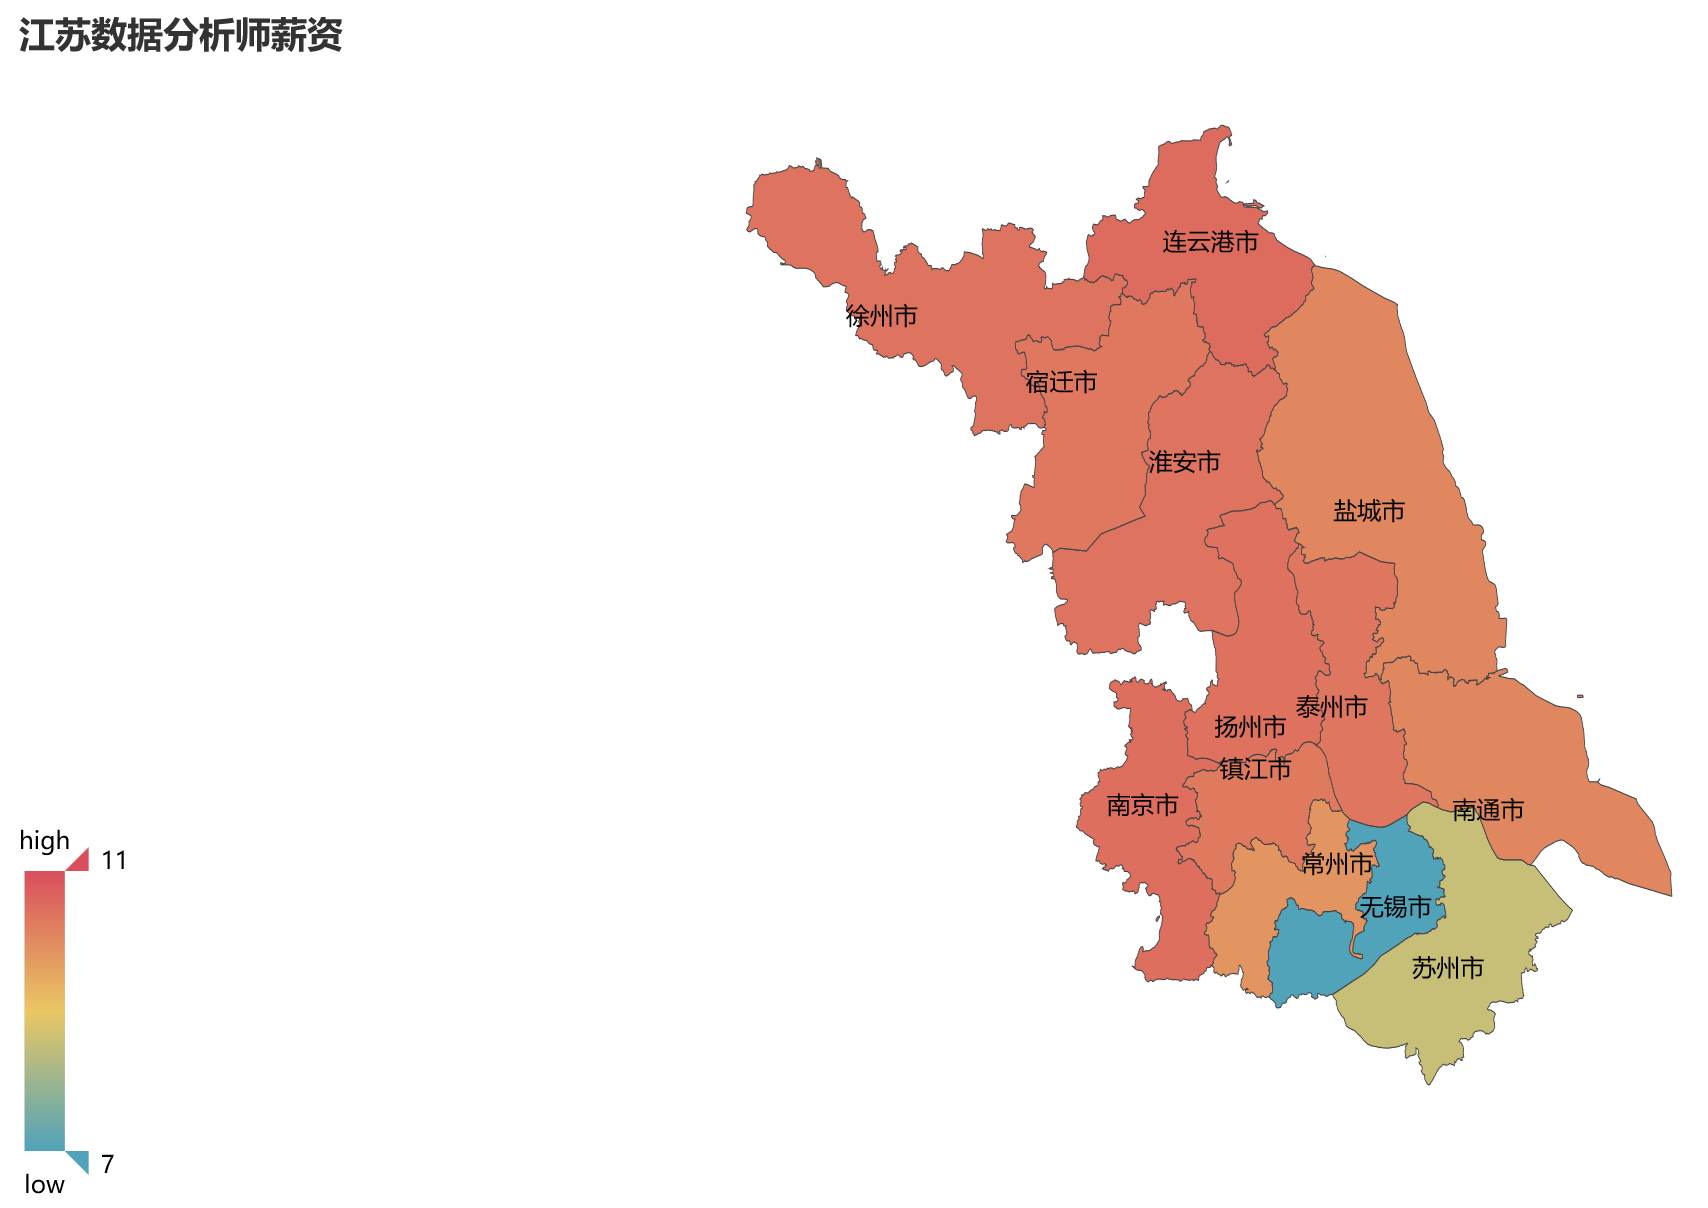 江苏数据分析师薪资
连云港市
徐州市
宿迁市
淮安市
盐城市
泰州市
扬州市
镇江市
南京市
南通市
常州市
无锡市
苏州市
high
11
7
low